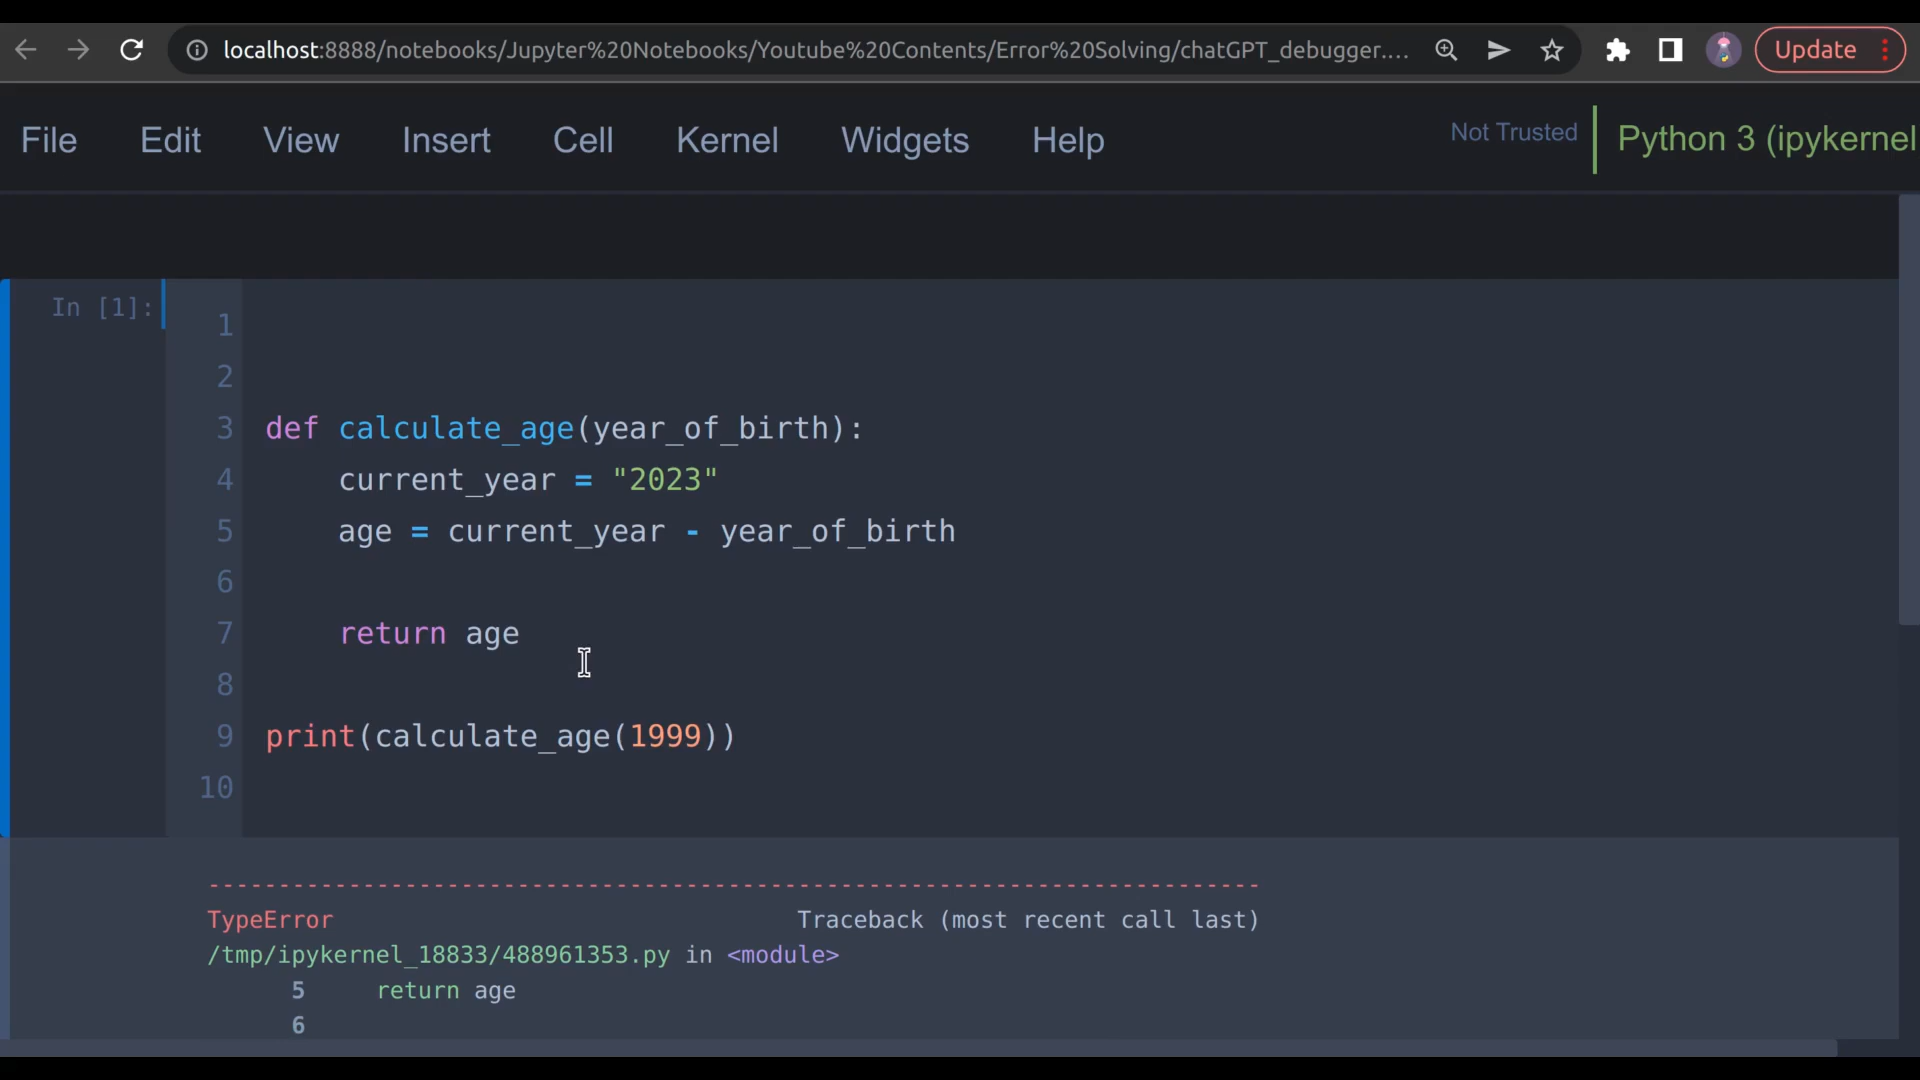 localhost:8888/notebooks/Jupyter%20Notebooks/Youtube%20Contents/Error%20Solving/chatGPT_debugger.... Update
File Edit View Insert Cell Kernel Widgets Help Not Trusted Python 3 (ipykernel
In [1]:
1
2
3 def calculate_age(year_of_birth):
4 current_year = "2023"
5 age = current_year - year_of_birth
6
7 return age
8
9 print(calculate_age(1999))
10
---------------------------------------------------------------------------
TypeError Traceback (most recent call last)
/tmp/ipykernel_18833/488961353.py in <module>
5 return age
6